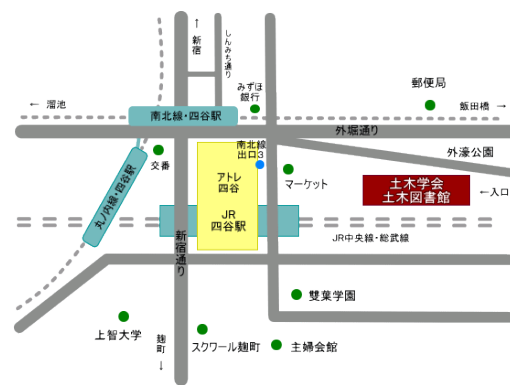 ↑
新宿
しんみち通り
みずほ
銀行
郵便局
← 溜池
飯田橋 →
南北線・四谷駅
外堀通り
南北線
出口3
外濠公園
交番
アトレ
四谷
マーケット
丸ノ内線・四谷駅
土木学会
土木図書館
←入口
JR
四谷駅
新宿通り
JR中央線・総武線
雙葉学園
上智大学
麹町
↓
スクワール麹町
主婦会館